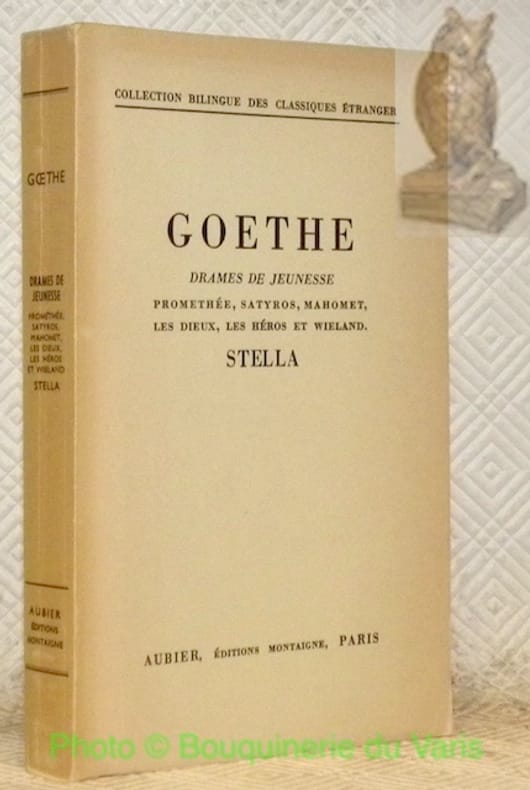 COLLECTION BILINGUE DES CLASSIQUES ÉTRANGER
GOETHE
DRAMES DE JEUNESSE
PROMETHÉE, SATYROS, MAHOMET,
LES DIEUX, LES HÉROS ET WIELAND.
STELLA
AUBIER, ÉDITIONS MONTAIGNE, PARIS
GŒTHE
DRAMES DE
JEUNESSE
PROMÉTHÉE,
SATYROS,
MAHOMET,
LES DIEUX,
LES HÉROS
ET WIELAND
STELLA
AUBIER
ÉDITIONS
MONTAIGNE
Photo © Bouquinerie du Varis